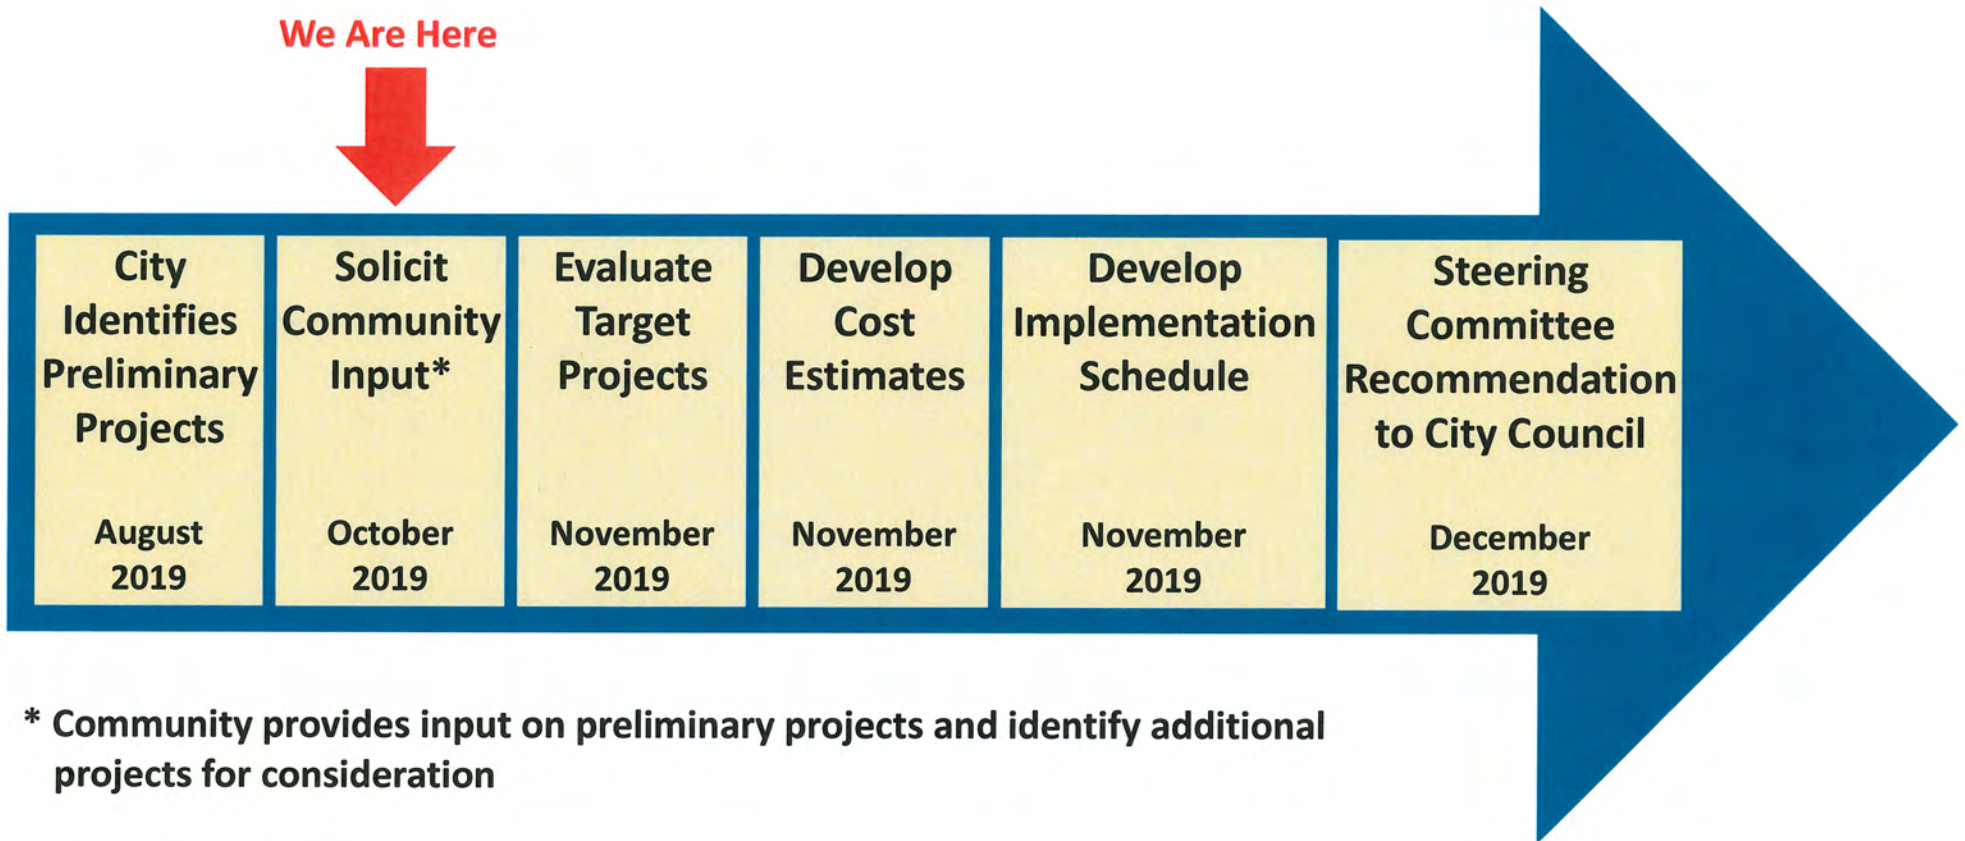 We Are Here
City
Identifies
Preliminary
Projects
August
2019
Solicit
Community
Input*
October
2019
Evaluate
Target
Projects
November
2019
Develop
Cost
Estimates
November
2019
Develop
Implementation
Schedule
November
2019
Steering
Committee
Recommendation
to City Council
December
2019
* Community provides input on preliminary projects and identify additional
projects for consideration